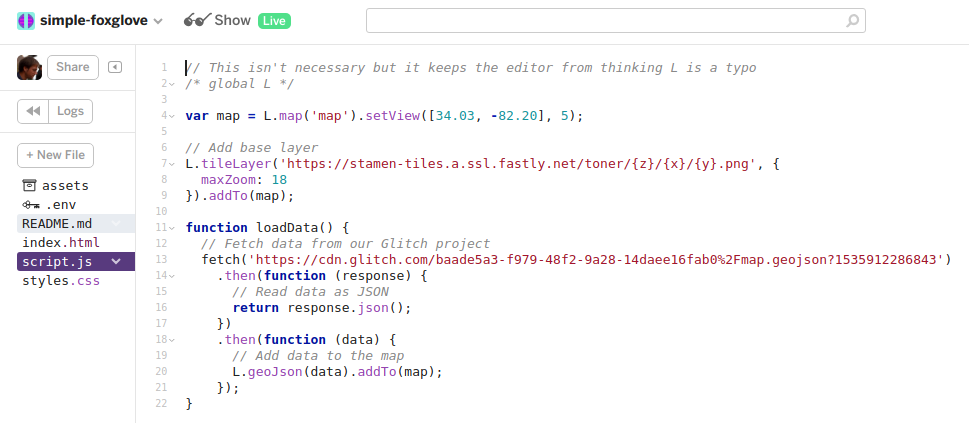 simple-foxglove
Show
Live
Share
Logs
+ New File
assets
.env
README.md
index.html
script.js
styles.css
1 // This isn't necessary but it keeps the editor from thinking L is a typo
2 /* global L */
3
4 var map = L.map('map').setView([34.03, -82.20], 5);
5
6 // Add base layer
7 L.tileLayer('https://stamen-tiles.a.ssl.fastly.net/toner/{z}/{x}/{y}.png', {
8   maxZoom: 18
9 }).addTo(map);
10
11 function loadData() {
12   // Fetch data from our Glitch project
13   fetch('https://cdn.glitch.com/baade5a3-f979-48f2-9a28-14daee16fab0%2Fmap.geojson?1535912286843')
14     .then(function (response) {
15       // Read data as JSON
16       return response.json();
17     })
18     .then(function (data) {
19       // Add data to the map
20       L.geoJson(data).addTo(map);
21     });
22 }